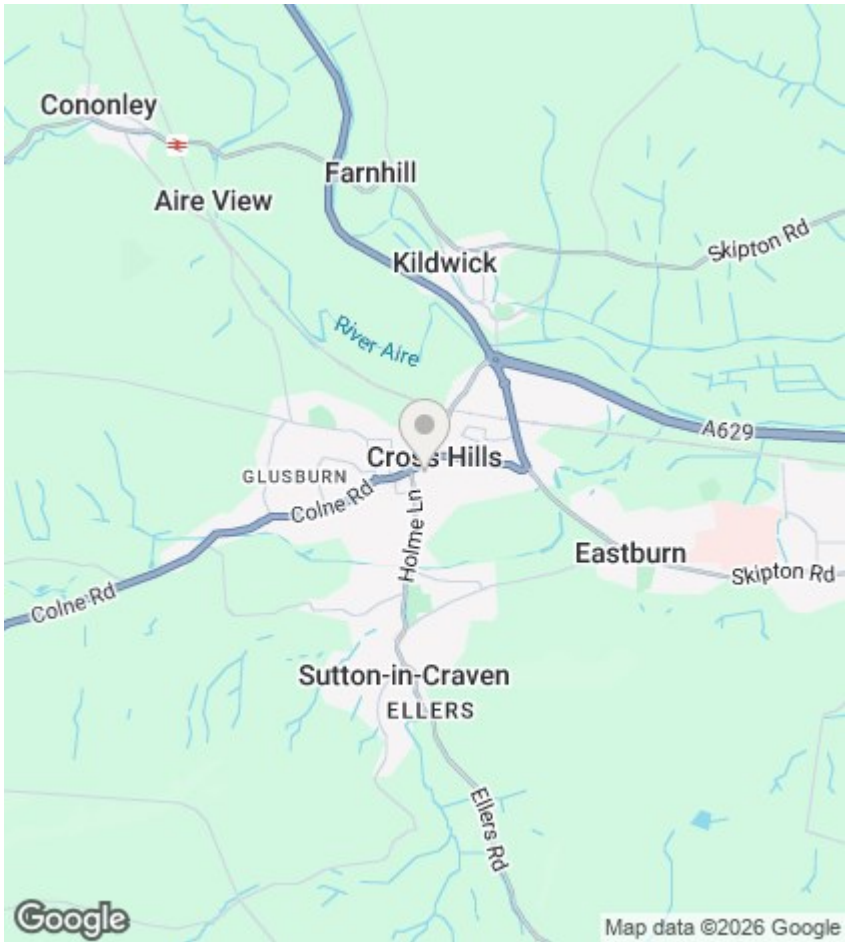 Cononley
Farnhill
Aire View
Skipton Rd
Kildwick
River Aire
A629
Cross Hills
GLUSBURN
Colne Rd
Holme Ln
Eastburn
Skipton Rd
Colne Rd
Sutton-in-Craven
ELLERS
Ellers Rd
Google
Map data ©2026 Google